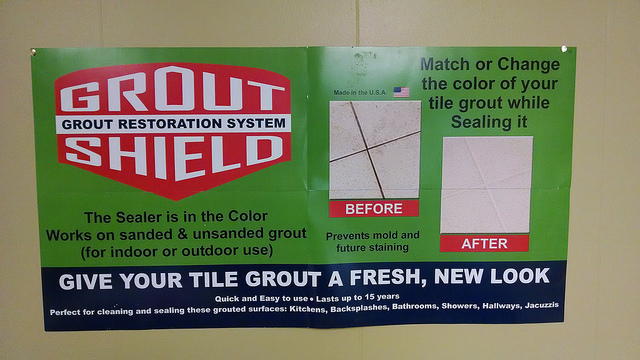 GROUT
GROUT RESTORATION SYSTEM
SHIELD
The Sealer is in the Color
Works on sanded & unsanded grout
(for indoor or outdoor use)
Made in the U.S.A.
BEFORE
Prevents mold and
future staining
Match or Change
the color of your
tile grout while
Sealing it
AFTER
GIVE YOUR TILE GROUT A FRESH, NEW LOOK
Quick and Easy to use • Lasts up to 15 years
Perfect for cleaning and sealing these grouted surfaces: Kitchens, Backsplashes, Bathrooms, Showers, Hallways, Jacuzzis